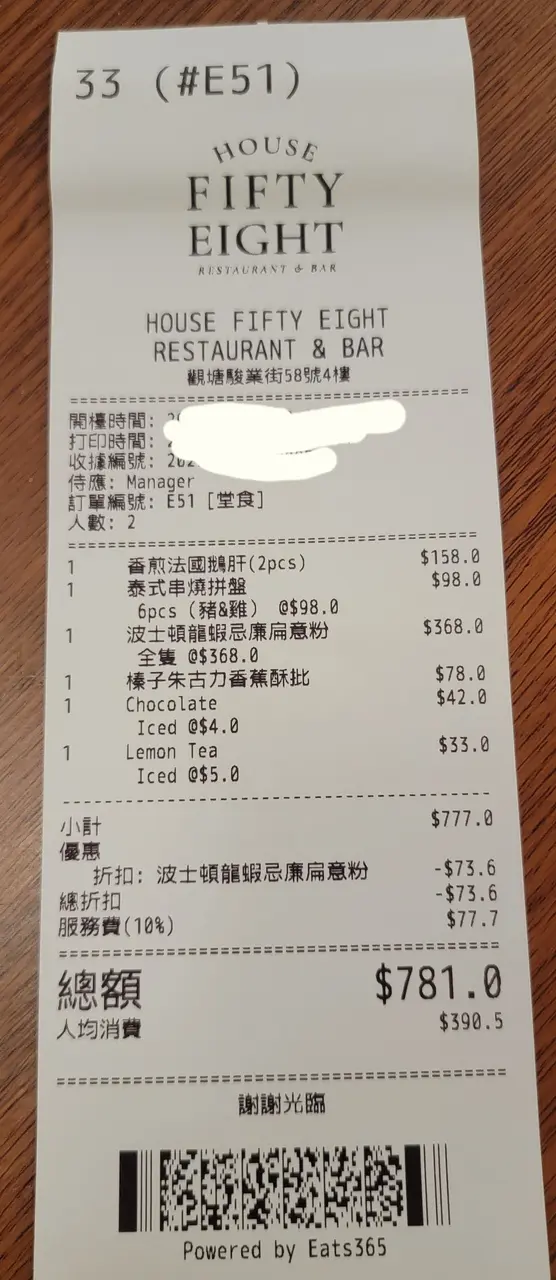 33 (#E51)
HOUSE
FIFTY
EIGHT
RESTAURANT & BAR
HOUSE FIFTY EIGHT
RESTAURANT & BAR
觀塘駿業街58號4樓
開檯時間:
打印時間:
收據編號: 202
侍應: Manager
訂單編號: E51 [堂食]
人數: 2
1 香煎法國鵝肝(2pcs) $158.0
1 泰式串燒拼盤 $98.0
6pcs (豬&雞) @$98.0
1 波士頓龍蝦忌廉扁意粉 $368.0
全隻 @$368.0
1 榛子朱古力香蕉酥批 $78.0
1 Chocolate $42.0
Iced @$4.0
1 Lemon Tea $33.0
Iced @$5.0
小計 $777.0
優惠
折扣: 波士頓龍蝦忌廉扁意粉 -$73.6
總折扣 -$73.6
服務費(10%) $77.7
總額 $781.0
人均消費 $390.5
謝謝光臨
Powered by Eats365